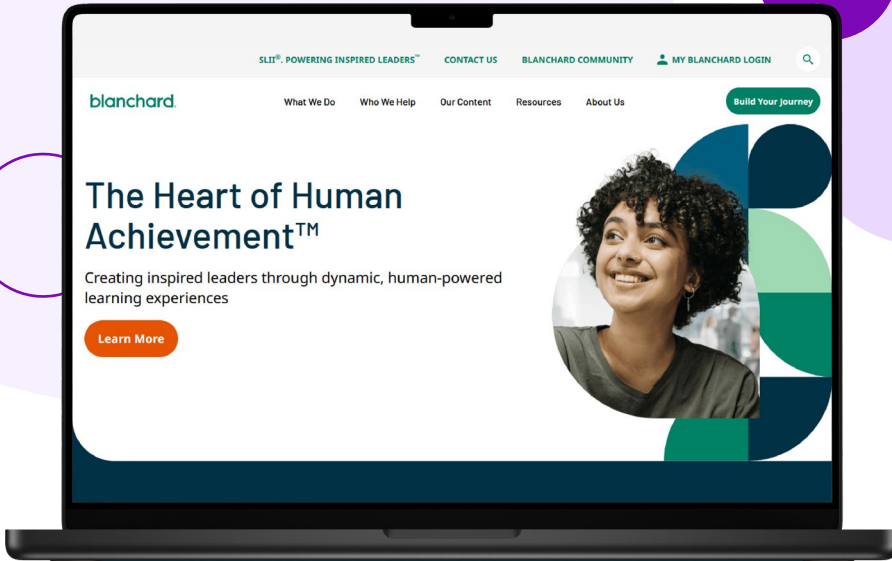 SLII®. POWERING INSPIRED LEADERS™ CONTACT US BLANCHARD COMMUNITY MY BLANCHARD LOGIN
blanchard. What We Do Who We Help Our Content Resources About Us Build Your Journey
The Heart of Human
Achievement™
Creating inspired leaders through dynamic, human-powered
learning experiences
Learn More